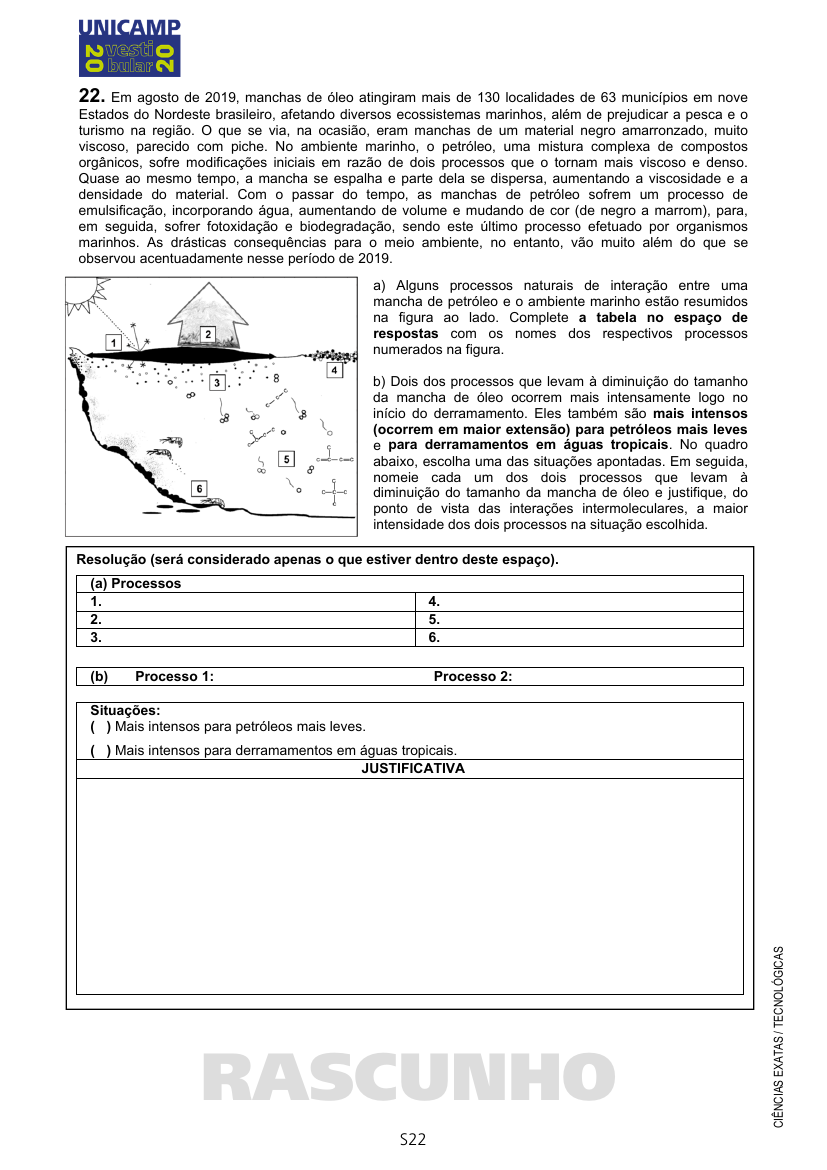 UNICAMP
20 vesti 20
bular
22. Em agosto de 2019, manchas de óleo atingiram mais de 130 localidades de 63 municípios em nove
Estados do Nordeste brasileiro, afetando diversos ecossistemas marinhos, além de prejudicar a pesca e o
turismo na região. O que se via, na ocasião, eram manchas de um material negro amarronzado, muito
viscoso, parecido com piche. No ambiente marinho, o petróleo, uma mistura complexa de compostos
orgânicos, sofre modificações iniciais em razão de dois processos que o tornam mais viscoso e denso.
Quase ao mesmo tempo, a mancha se espalha e parte dela se dispersa, aumentando a viscosidade e a
densidade do material. Com o passar do tempo, as manchas de petróleo sofrem um processo de
emulsificação, incorporando água, aumentando de volume e mudando de cor (de negro a marrom), para,
em seguida, sofrer fotoxidação e biodegradação, sendo este último processo efetuado por organismos
marinhos. As drásticas consequências para o meio ambiente, no entanto, vão muito além do que se
observou acentuadamente nesse período de 2019.
1
2
3
4
5
6
a) Alguns processos naturais de interação entre uma
mancha de petróleo e o ambiente marinho estão resumidos
na figura ao lado. Complete a tabela no espaço de
respostas com os nomes dos respectivos processos
numerados na figura.
b) Dois dos processos que levam à diminuição do tamanho
da mancha de óleo ocorrem mais intensamente logo no
início do derramamento. Eles também são mais intensos
(ocorrem em maior extensão) para petróleos mais leves
e para derramamentos em águas tropicais. No quadro
abaixo, escolha uma das situações apontadas. Em seguida,
nomeie cada um dos dois processos que levam à
diminuição do tamanho da mancha de óleo e justifique, do
ponto de vista das interações intermoleculares, a maior
intensidade dos dois processos na situação escolhida.
Resolução (será considerado apenas o que estiver dentro deste espaço).
(a) Processos
1. 4.
2. 5.
3. 6.
(b) Processo 1: Processo 2:
Situações:
( ) Mais intensos para petróleos mais leves.
( ) Mais intensos para derramamentos em águas tropicais.
JUSTIFICATIVA
CIÊNCIAS EXATAS / TECNOLÓGICAS
RASCUNHO
S22